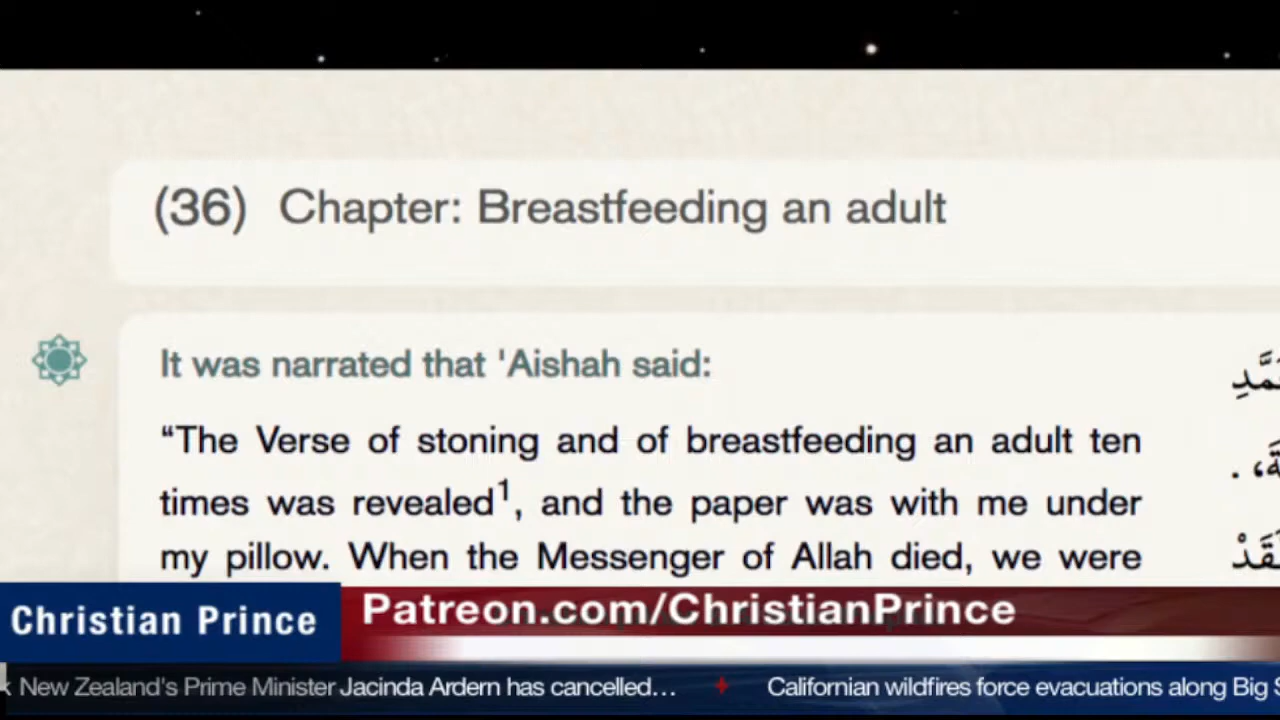 (36) Chapter: Breastfeeding an adult
It was narrated that 'Aishah said:
“The Verse of stoning and of breastfeeding an adult ten
times was revealed1, and the paper was with me under
my pillow. When the Messenger of Allah died, we were
Christian Prince
Patreon.com/ChristianPrince
New Zealand's Prime Minister Jacinda Ardern has cancelled...
Californian wildfires force evacuations along Big